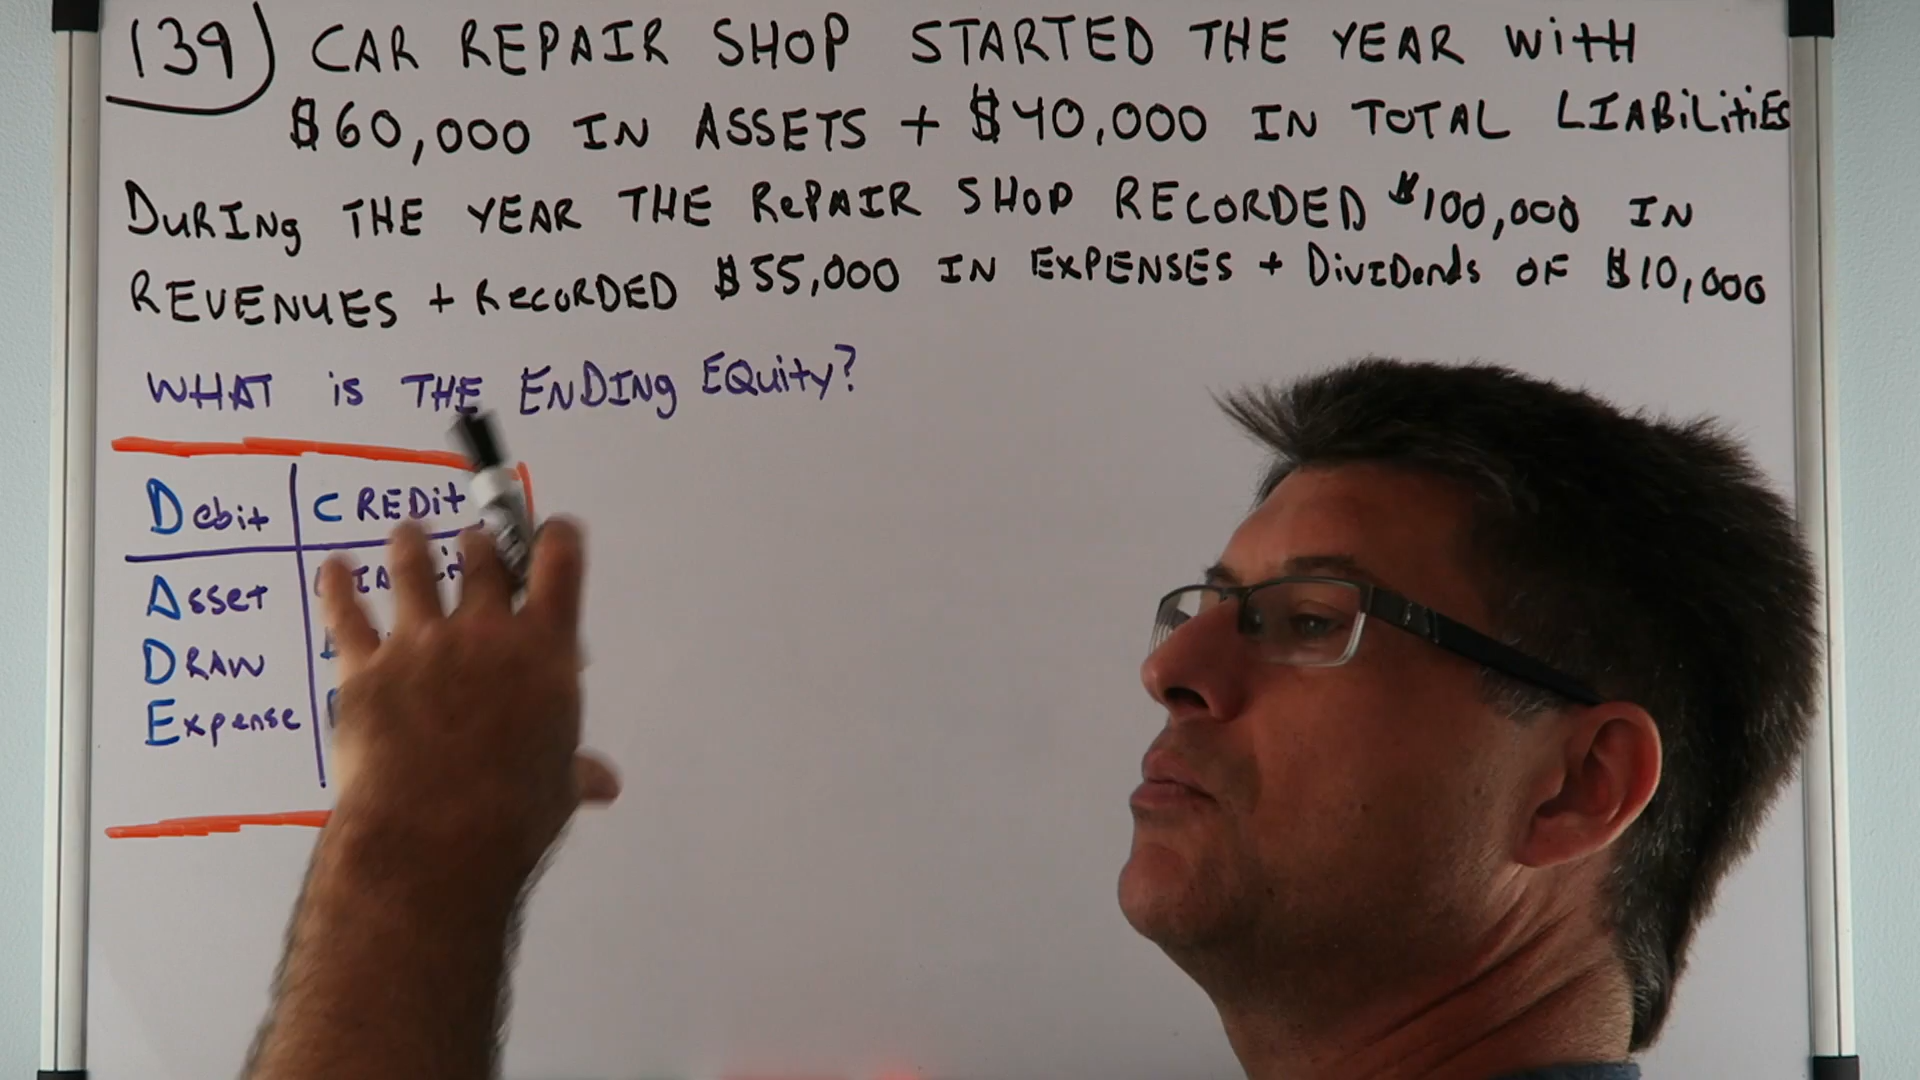 139) CAR REPAIR SHOP STARTED THE YEAR WitH
$60,000 IN ASSETS + $40,000 IN TOTAL LIABiLitiES
DuRINg THE YEAR THE RePAIR SHOP RECORDED $100,000 IN
REVENUES + RecoRDED $55,000 IN EXPENSES + DiviDends OF $10,000
WHAT is THE ENDINg EQuity?
Debit CREDit
Asset
DRAW
Expense